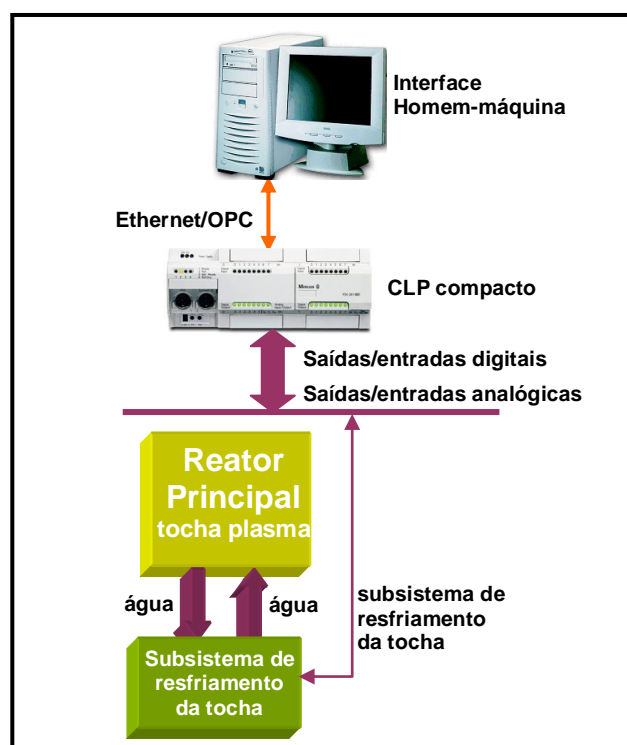 Interface
Homem-máquina
Ethernet/OPC
CLP compacto
Saídas/entradas digitais
Saídas/entradas analógicas
Reator
Principal
tocha plasma
água
água
subsistema de
resfriamento
da tocha
Subsistema de
resfriamento
da tocha